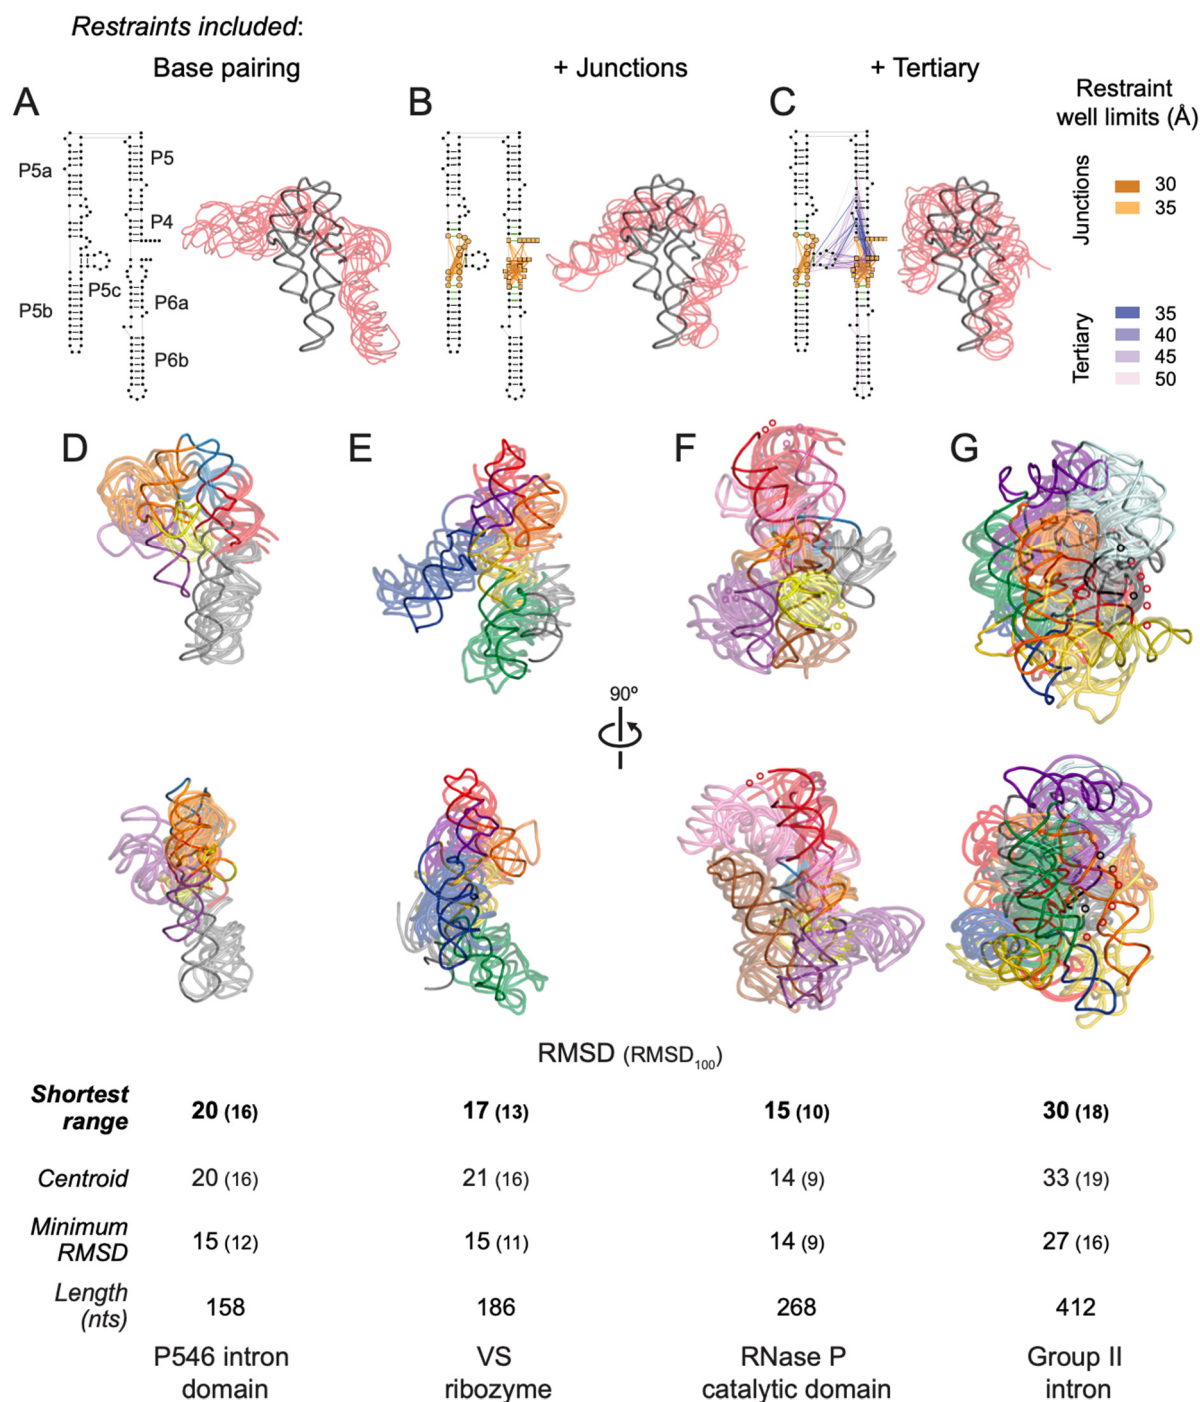 Restraints included:
Base pairing
+ Junctions
+ Tertiary
Restraint
well limits (Å)
A
B
C
P5a
P5
P4
P5c
P5b
P6a
P6b
Junctions
30
35
Tertiary
35
40
45
50
D
E
F
G
90º
RMSD (RMSD100)
Shortest
range
20 (16)
17 (13)
15 (10)
30 (18)
Centroid
20 (16)
21 (16)
14 (9)
33 (19)
Minimum
RMSD
15 (12)
15 (11)
14 (9)
27 (16)
Length
(nts)
158
186
268
412
P546 intron
domain
VS
ribozyme
RNase P
catalytic domain
Group II
intron